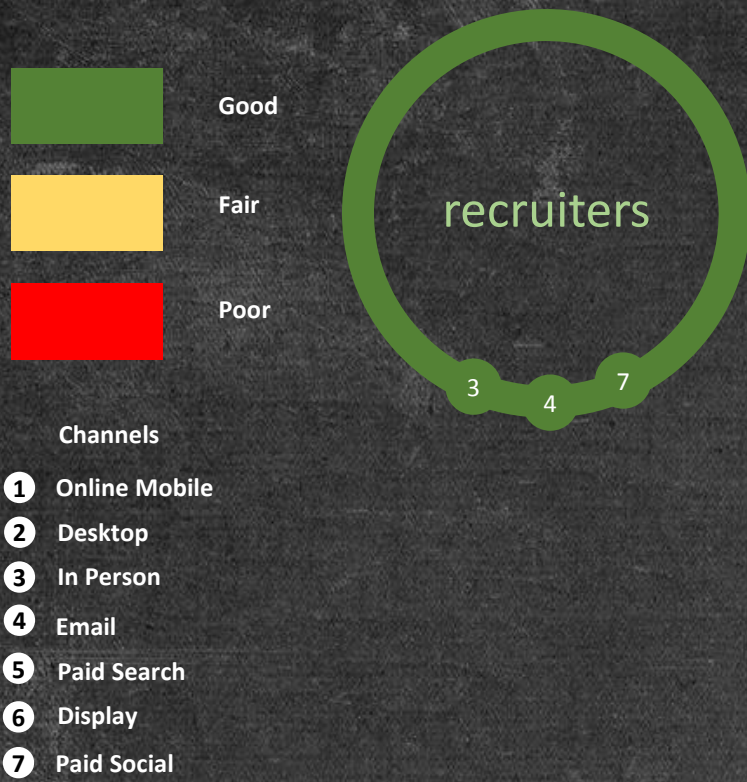 Good
Fair
Poor
recruiters
3
4
7
Channels
1 Online Mobile
2 Desktop
3 In Person
4 Email
5 Paid Search
6 Display
7 Paid Social